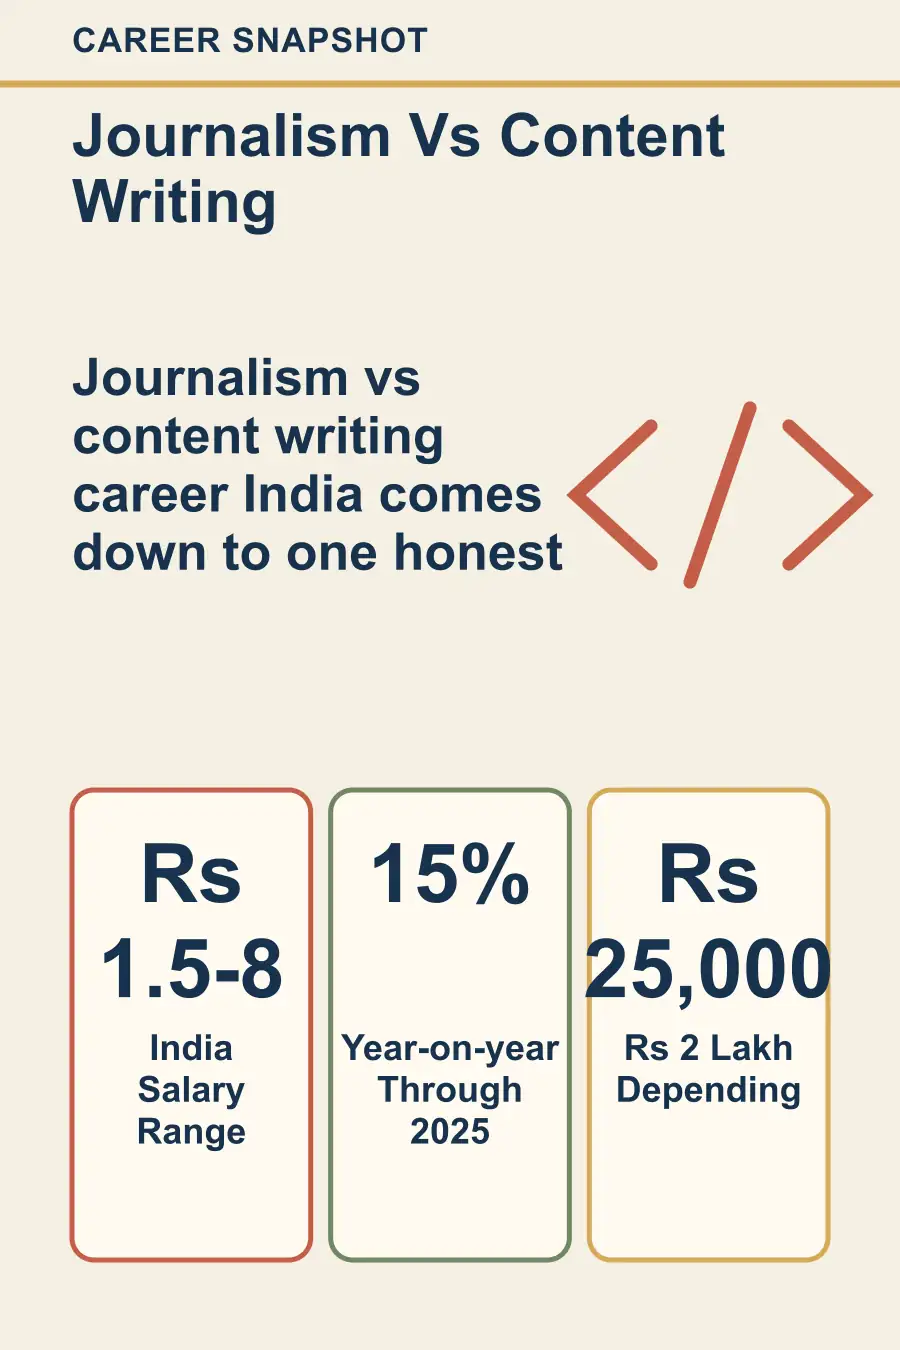 CAREER SNAPSHOT
Journalism Vs Content
Writing
Journalism vs
content writing
career India comes
down to one honest
</>
Rs
1.5-8
India
Salary
Range
15%
Year-on-year
Through
2025
Rs
25,000
Rs 2 Lakh
Depending